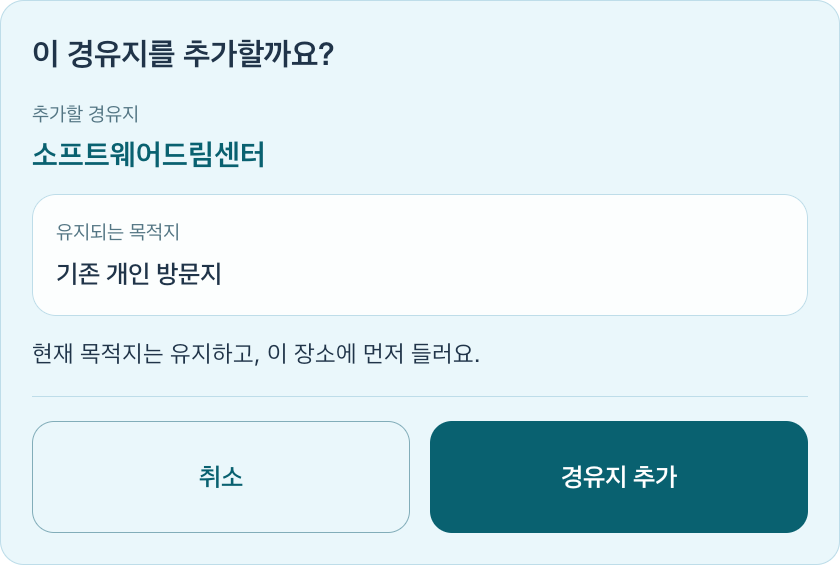 이 경유지를 추가할까요?
추가할 경유지
소프트웨어드림센터
유지되는 목적지
기존 개인 방문지
현재 목적지는 유지하고, 이 장소에 먼저 들러요.
취소
경유지 추가